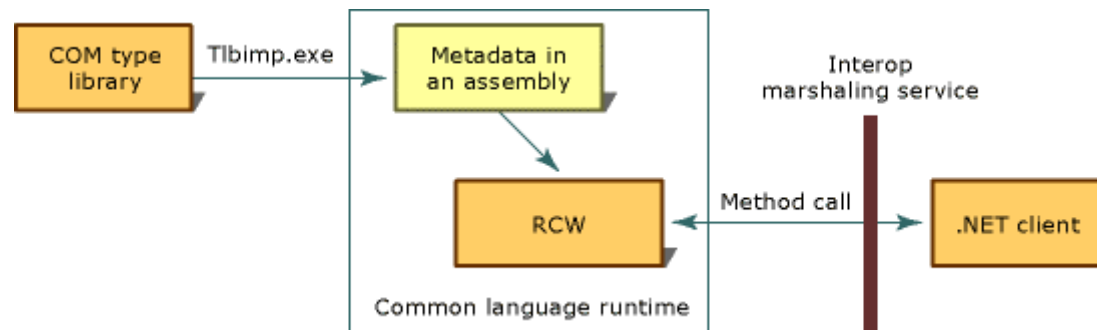 COM type
library
Tlbimp.exe
Metadata in
an assembly
Interop
marshaling service
RCW
Method call
.NET client
Common language runtime